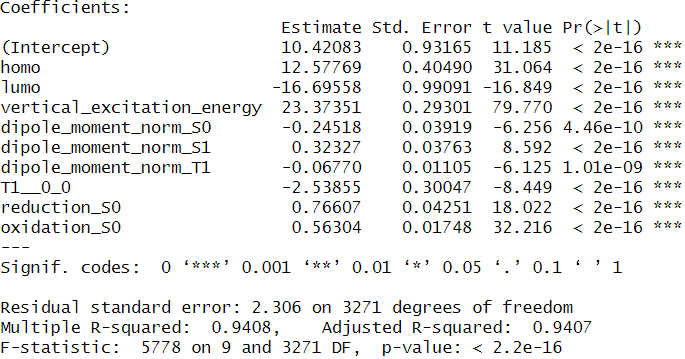 Coefficients:
Estimate Std. Error t value Pr(>|t|)
(Intercept) 10.42083 0.93165 11.185 < 2e-16 ***
homo 12.57769 0.40490 31.064 < 2e-16 ***
lumo -16.69558 0.99091 -16.849 < 2e-16 ***
vertical_excitation_energy 23.37351 0.29301 79.770 < 2e-16 ***
dipole_moment_norm_S0 -0.24518 0.03919 -6.256 4.46e-10 ***
dipole_moment_norm_S1 0.32327 0.03763 8.592 < 2e-16 ***
dipole_moment_norm_T1 -0.06770 0.01105 -6.125 1.01e-09 ***
T1__0_0 -2.53855 0.30047 -8.449 < 2e-16 ***
reduction_S0 0.76607 0.04251 18.022 < 2e-16 ***
oxidation_S0 0.56304 0.01748 32.216 < 2e-16 ***
---
Signif. codes: 0 ‘***’ 0.001 ‘**’ 0.01 ‘*’ 0.05 ‘.’ 0.1 ‘ ’ 1
Residual standard error: 2.306 on 3271 degrees of freedom
Multiple R-squared: 0.9408, Adjusted R-squared: 0.9407
F-statistic: 5778 on 9 and 3271 DF, p-value: < 2.2e-16